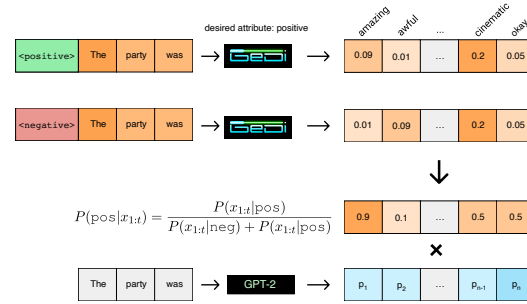 desired attribute: positive
amazing awful ... cinematic okay
<positive> The party was GeDi 0.09 0.01 ... 0.2 0.05
<negative> The party was GeDi 0.01 0.09 ... 0.2 0.05
P(pos|x1:t) = P(x1:t|pos) / P(x1:t|neg) + P(x1:t|pos) 0.9 0.1 ... 0.5 0.5
×
The party was GPT-2 p1 p2 ... pn-1 pn